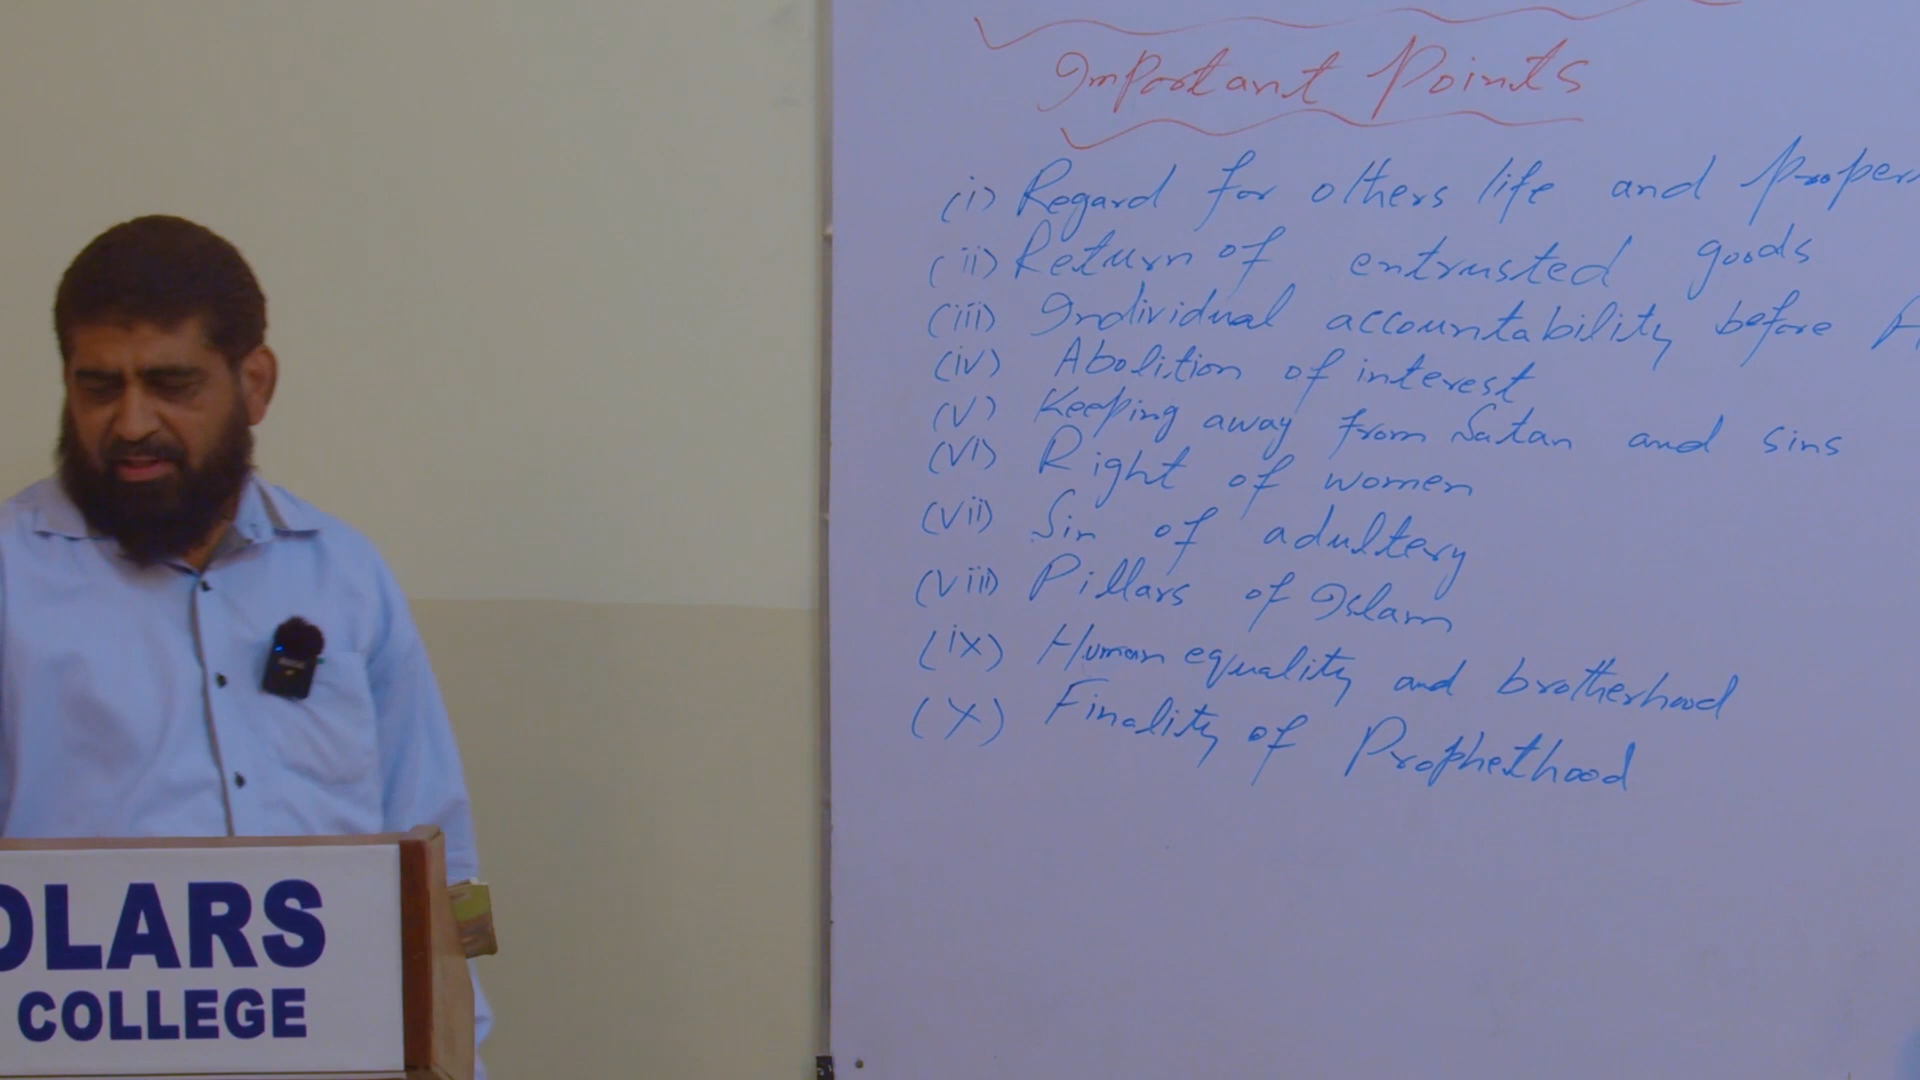 Important Points
(i) Regard for others life and proper
(ii) Return of entrusted goods
(iii) Individual accountability before
(iv) Abolition of interest
(v) Keeping away from Satan and sins
(vi) Right of women
(vii) Sin of adultery
(viii) Pillars of Islam
(ix) Human equality and brotherhood
(x) Finality of Prophethood
OLARS
COLLEGE